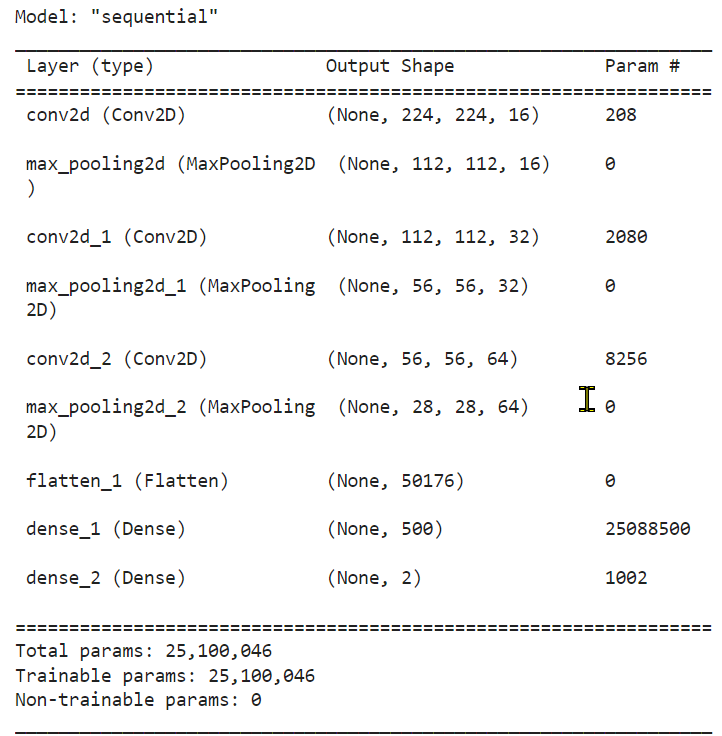 Model: "sequential"
Layer (type) Output Shape Param #
=================================================================
conv2d (Conv2D) (None, 224, 224, 16) 208
max_pooling2d (MaxPooling2D (None, 112, 112, 16) 0
)
conv2d_1 (Conv2D) (None, 112, 112, 32) 2080
max_pooling2d_1 (MaxPooling (None, 56, 56, 32) 0
2D)
conv2d_2 (Conv2D) (None, 56, 56, 64) 8256
max_pooling2d_2 (MaxPooling (None, 28, 28, 64) 0
2D)
flatten_1 (Flatten) (None, 50176) 0
dense_1 (Dense) (None, 500) 25088500
dense_2 (Dense) (None, 2) 1002
=================================================================
Total params: 25,100,046
Trainable params: 25,100,046
Non-trainable params: 0